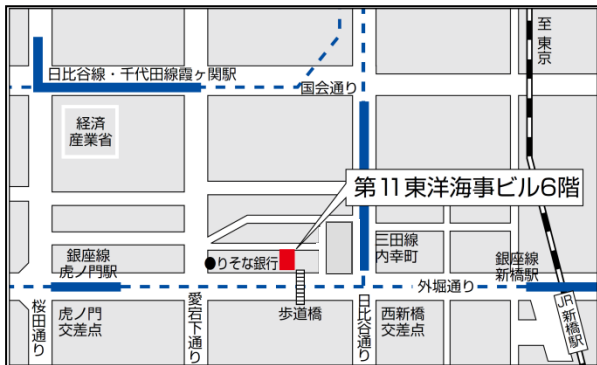 至
東京
日比谷線・千代田線霞ヶ関駅
国会通り
経済
産業省
第11東洋海事ビル6階
銀座線
虎ノ門駅
●りそな銀行
三田線
内幸町
銀座線
新橋駅
外堀通り
桜田通り
虎ノ門
交差点
愛宕下通り
歩道橋
日比谷通り
西新橋
交差点
JR
新橋駅